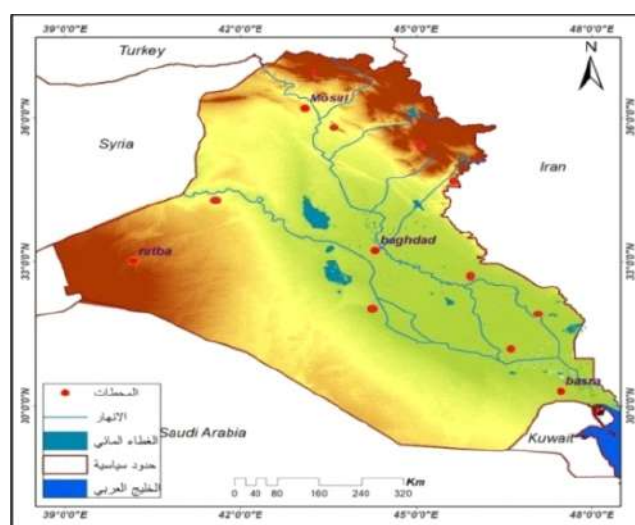 39°0'0"E 42°0'0"E 45°0'0"E 48°0'0"E
Turkey
N
Mosul
36°0'0"N 36°0'0"N
Syria
Iran
baghdad
rutba
33°0'0"N 33°0'0"N
basra
30°0'0"N 30°0'0"N
المحطات
الانهار
الغطاء المائي
حدود سياسية
الخليج العربي
Saudi Arabia
Kuwait
Km
0 20 40 80 160 240 320
39°0'0"E 42°0'0"E 45°0'0"E 48°0'0"E